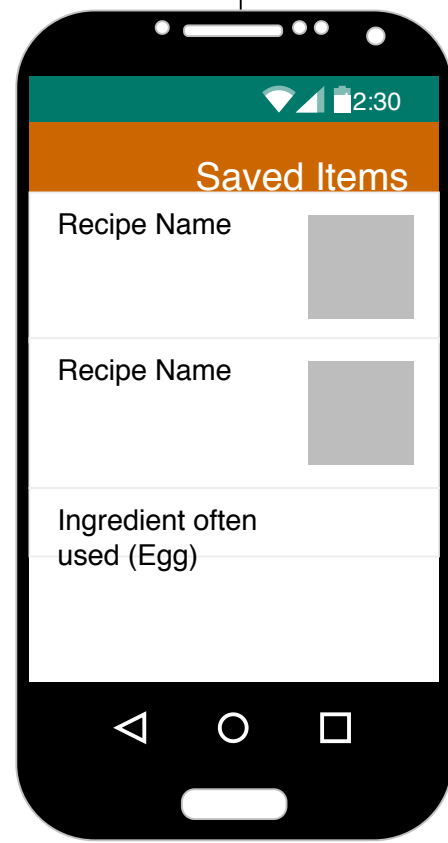 2:30
Saved Items
Recipe Name
Recipe Name
Ingredient often
used (Egg)